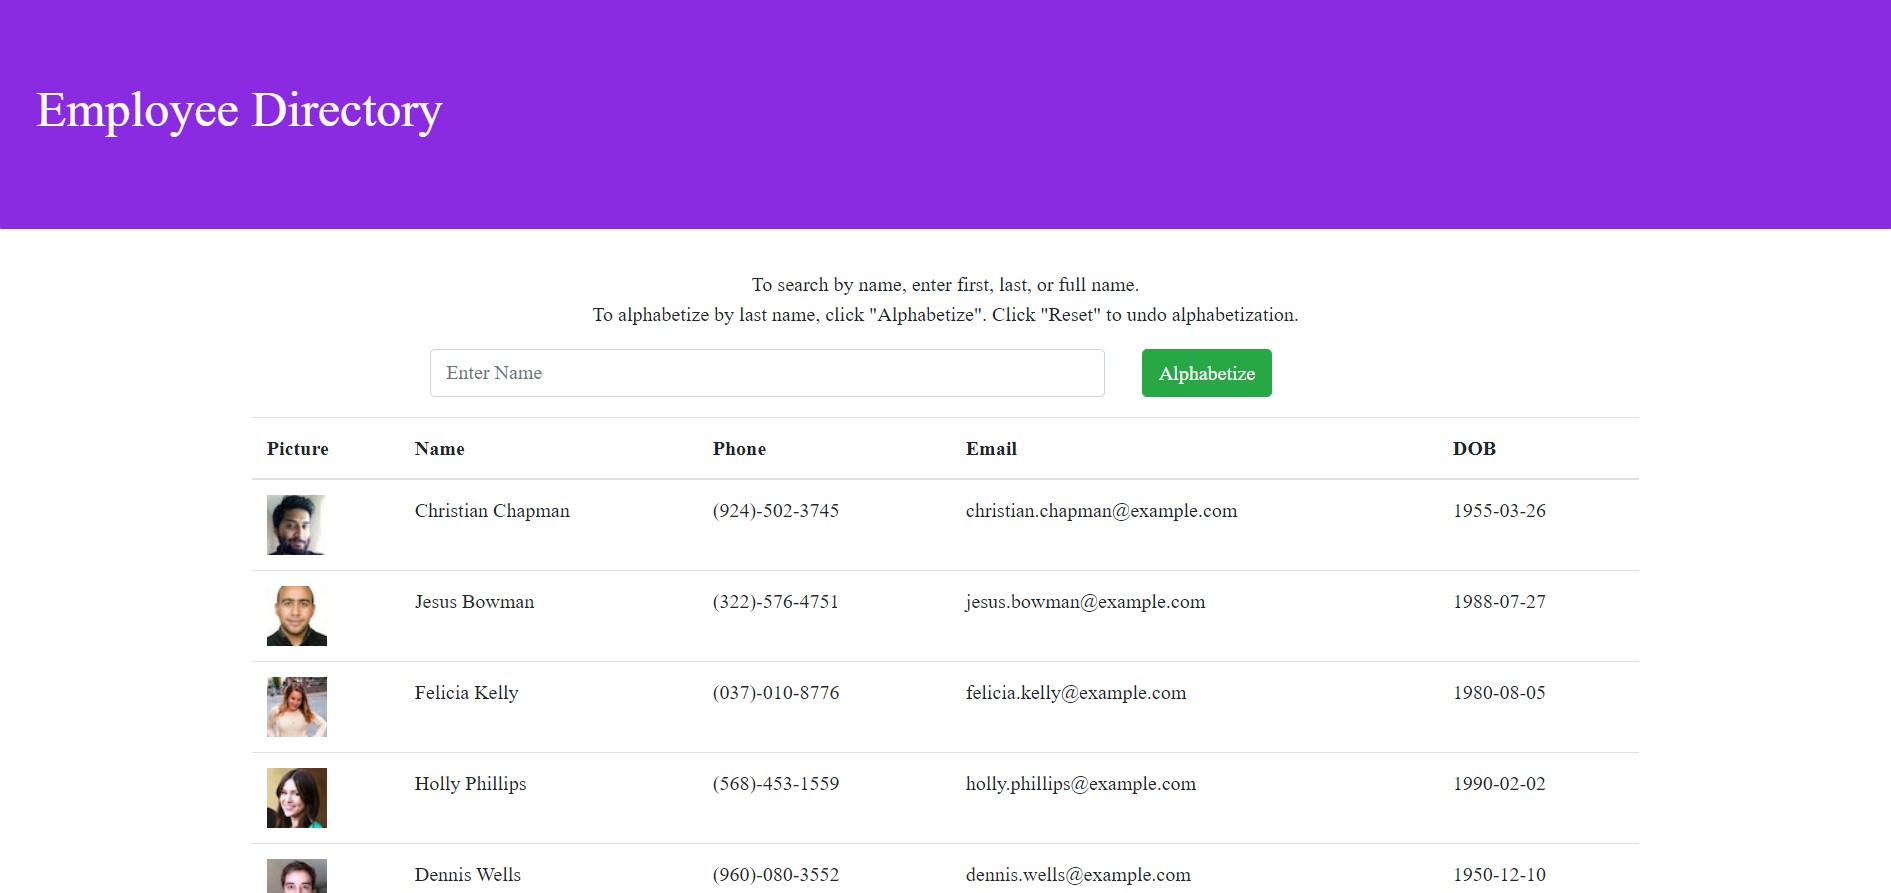 Employee Directory
To search by name, enter first, last, or full name.
To alphabetize by last name, click "Alphabetize". Click "Reset" to undo alphabetization.
Enter Name Alphabetize
Picture Name Phone Email DOB
Christian Chapman (924)-502-3745 christian.chapman@example.com 1955-03-26
Jesus Bowman (322)-576-4751 jesus.bowman@example.com 1988-07-27
Felicia Kelly (037)-010-8776 felicia.kelly@example.com 1980-08-05
Holly Phillips (568)-453-1559 holly.phillips@example.com 1990-02-02
Dennis Wells (960)-080-3552 dennis.wells@example.com 1950-12-10